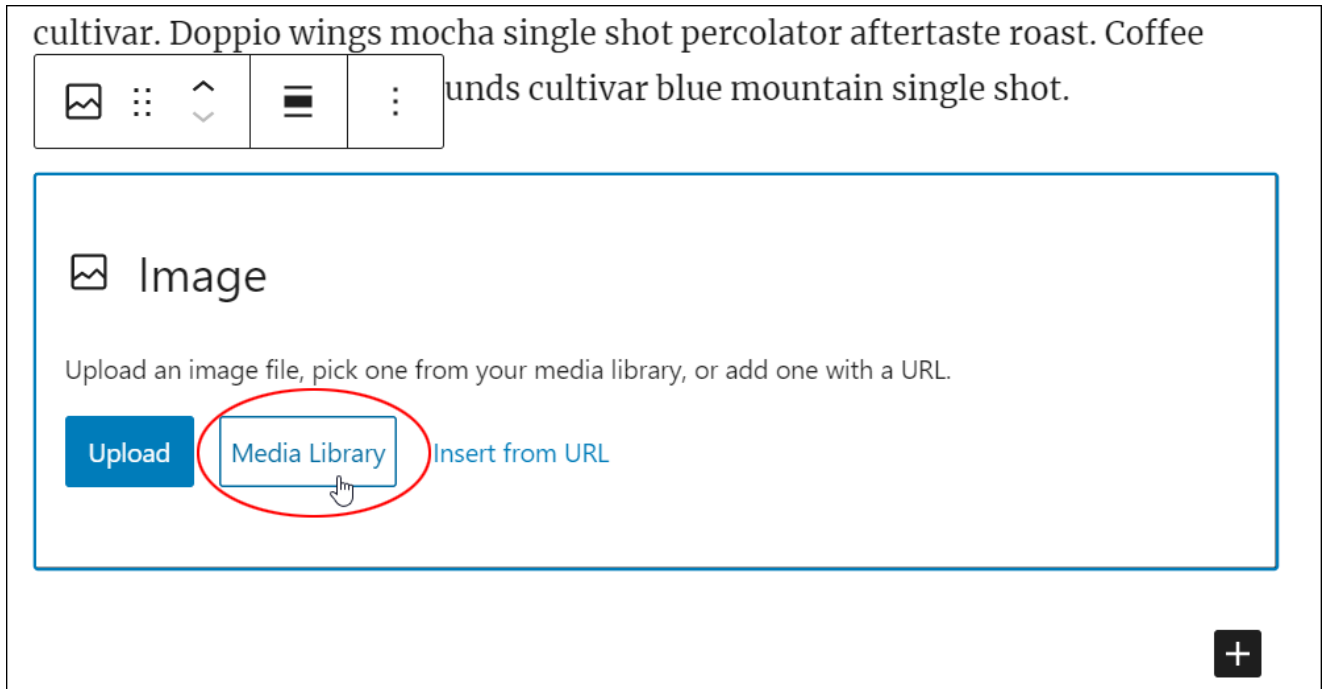 cultivar. Doppio wings mocha single shot percolator aftertaste roast. Coffee
unds cultivar blue mountain single shot.
Image
Upload an image file, pick one from your media library, or add one with a URL.
Upload Media Library Insert from URL